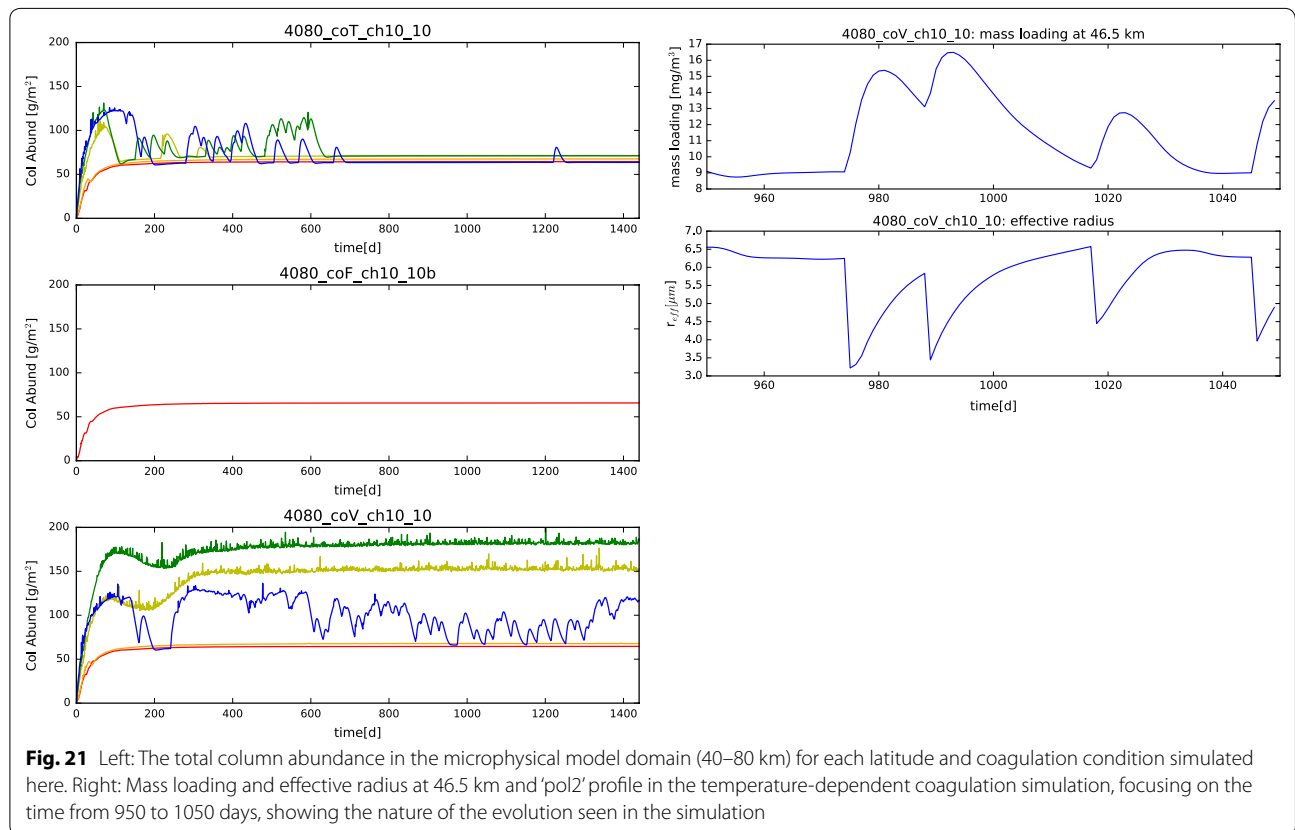 4080_coT_ch10_10
Col Abund [g/m²]
200
150
100
50
0
0 200 400 600 800 1000 1200 1400
time[d]
4080_coF_ch10_10b
Col Abund [g/m²]
200
150
100
50
0
0 200 400 600 800 1000 1200 1400
time[d]
4080_coV_ch10_10
Col Abund [g/m²]
200
150
100
50
0
0 200 400 600 800 1000 1200 1400
time[d]
4080_coV_ch10_10: mass loading at 46.5 km
mass loading [mg/m³]
17
16
15
14
13
12
11
10
9
8
960 980 1000 1020 1040
4080_coV_ch10_10: effective radius
r_eff[μm]
7.0
6.5
6.0
5.5
5.0
4.5
4.0
3.5
3.0
960 980 1000 1020 1040
time[d]
Fig. 21 Left: The total column abundance in the microphysical model domain (40–80 km) for each latitude and coagulation condition simulated
here. Right: Mass loading and effective radius at 46.5 km and ‘pol2’ profile in the temperature-dependent coagulation simulation, focusing on the
time from 950 to 1050 days, showing the nature of the evolution seen in the simulation